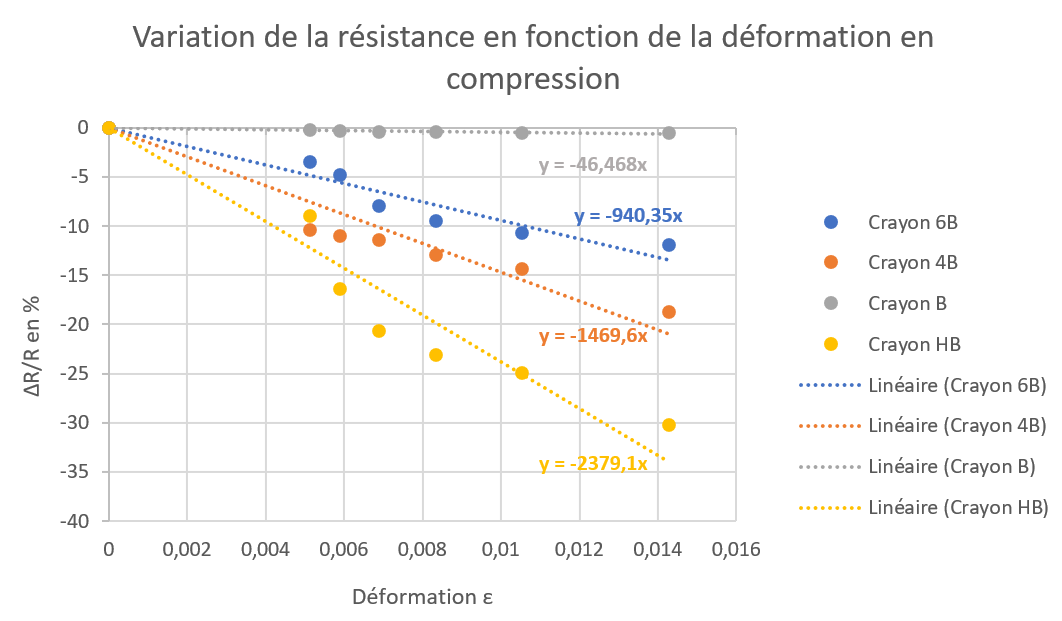 Variation de la résistance en fonction de la déformation en
compression
0
-5
-10
-15
-20
-25
-30
-35
-40
ΔR/R en %
y = -46,468x
y = -940,35x
y = -1469,6x
y = -2379,1x
0 0,002 0,004 0,006 0,008 0,01 0,012 0,014 0,016
Déformation ε
Crayon 6B
Crayon 4B
Crayon B
Crayon HB
Linéaire (Crayon 6B)
Linéaire (Crayon 4B)
Linéaire (Crayon B)
Linéaire (Crayon HB)